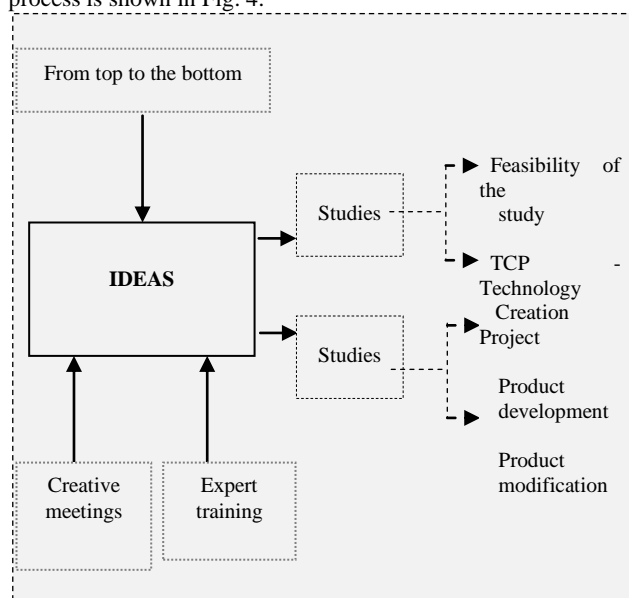 process is shown in Fig. 4.
From top to the bottom
IDEAS
Studies
Feasibility of
the
study
TCP -
Technology
Creation
Project
Studies
Product
development
Product
modification
Creative
meetings
Expert
training